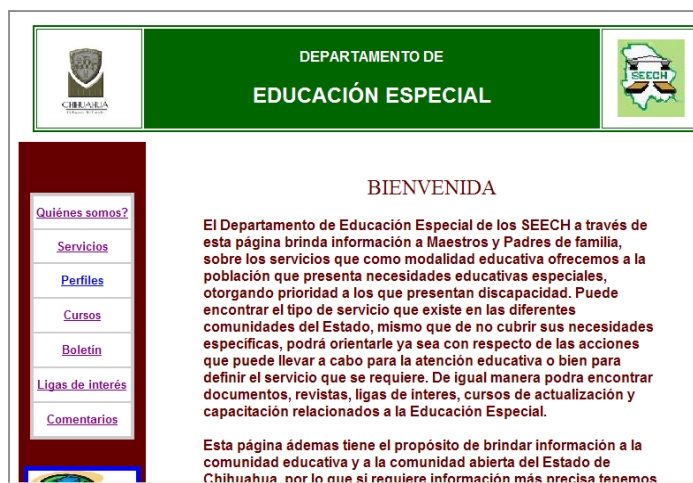 DEPARTAMENTO DE
EDUCACIÓN ESPECIAL
CHIHUAHUA
SEECH
Quiénes somos?
Servicios
Perfiles
Cursos
Boletín
Ligas de interés
Comentarios
BIENVENIDA
El Departamento de Educación Especial de los SEECH a través de
esta página brinda información a Maestros y Padres de familia,
sobre los servicios que como modalidad educativa ofrecemos a la
población que presenta necesidades educativas especiales,
otorgando prioridad a los que presentan discapacidad. Puede
encontrar el tipo de servicio que existe en las diferentes
comunidades del Estado, mismo que de no cubrir sus necesidades
especificas, podrá orientarle ya sea con respecto de las acciones
que puede llevar a cabo para la atención educativa o bien para
definir el servicio que se requiere. De igual manera podra encontrar
documentos, revistas, ligas de interes, cursos de actualización y
capacitación relacionados a la Educación Especial.
Esta página ádemas tiene el propósito de brindar información a la
comunidad educativa y a la comunidad abierta del Estado de
Chihuahua, por lo que si requiere información más precisa tenemos